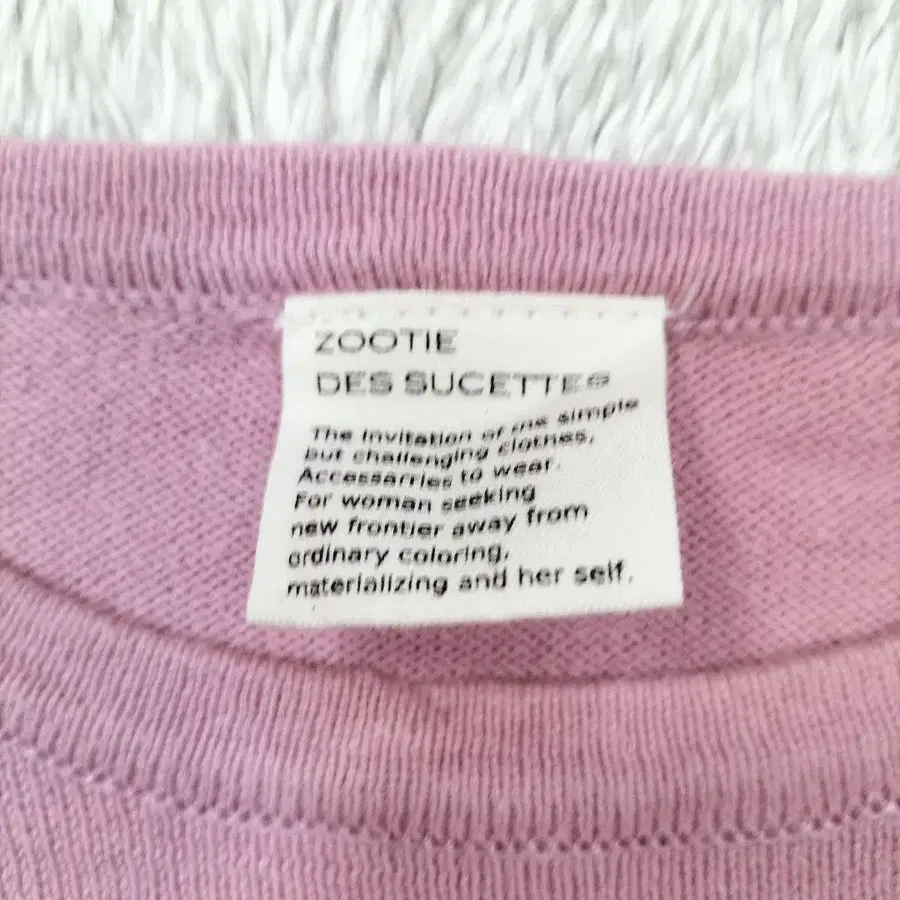 ZOOTIE
DES SUCETTES
The Invitation of the simple
but challenging clothes,
Accessarries to wear.
For woman seeking
new frontier away from
ordinary coloring,
materializing and her self.